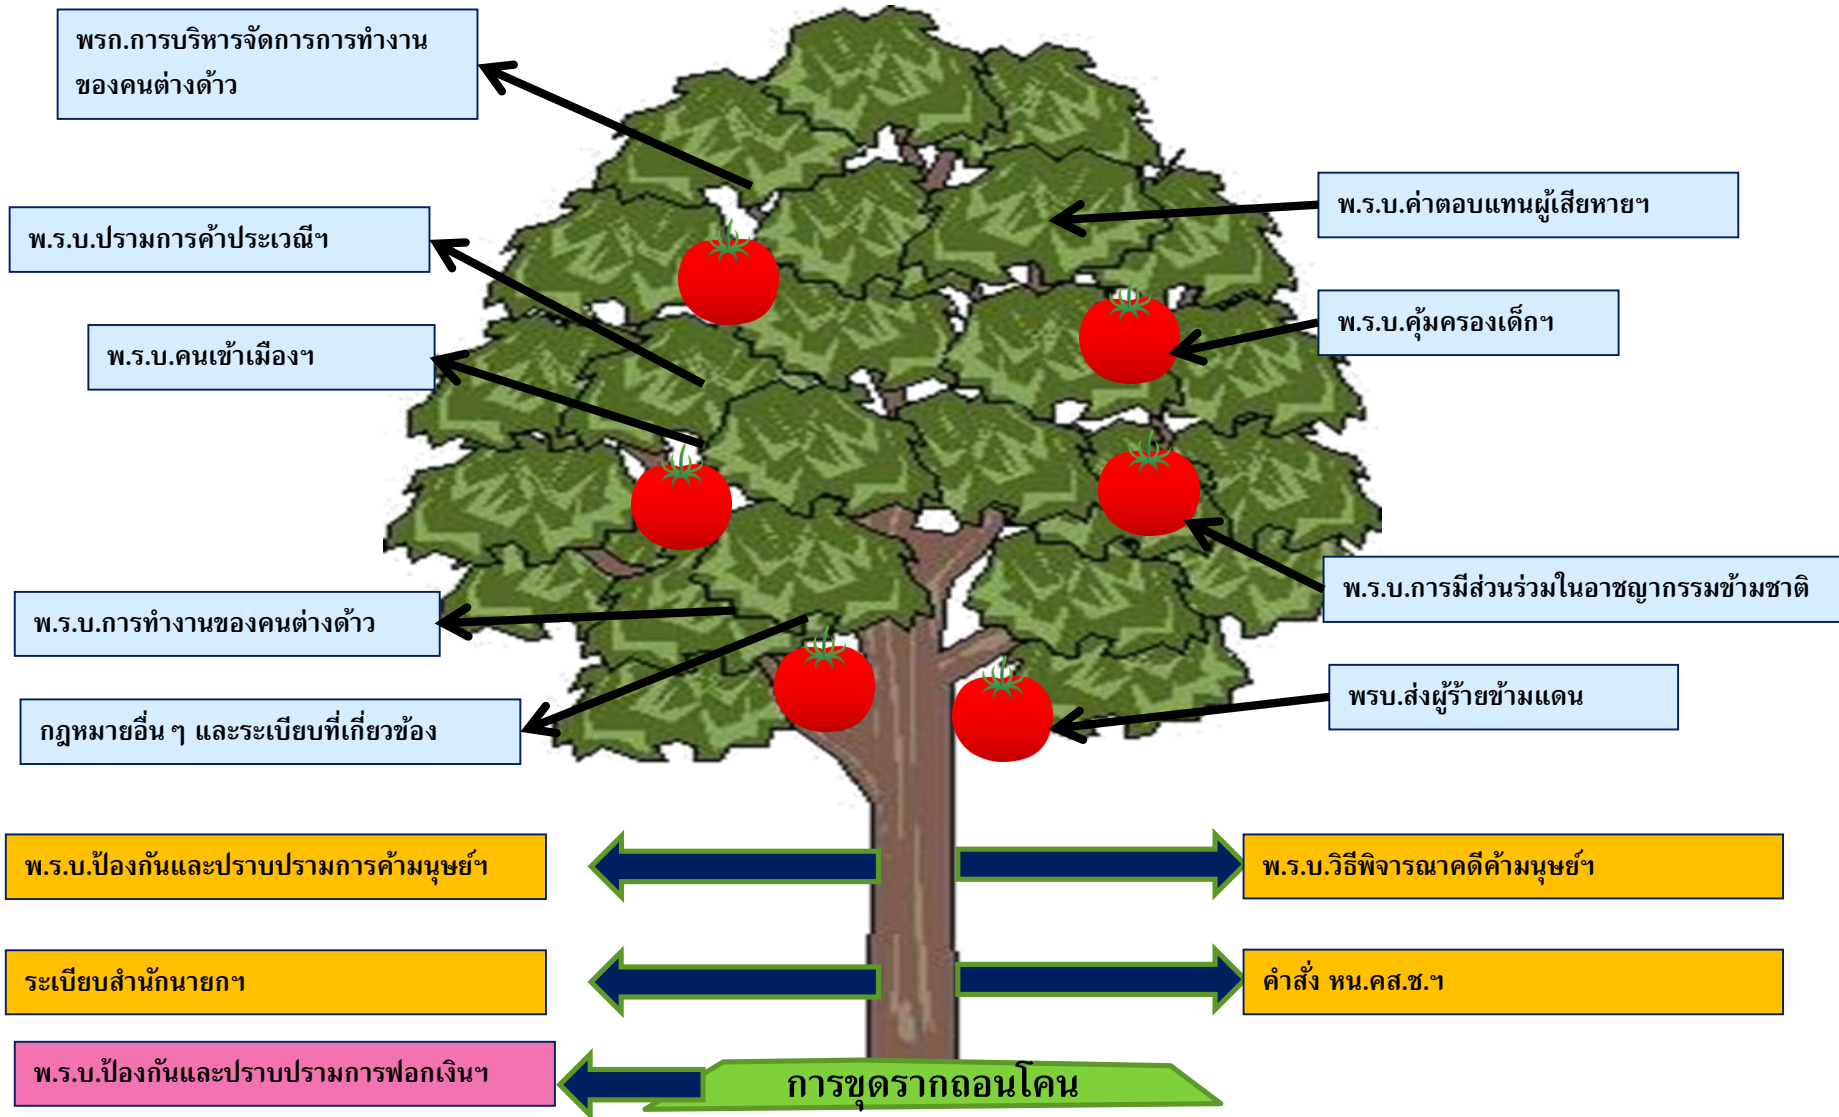 พรก.การบริหารจัดการการทำงาน
ของคนต่างด้าว
พ.ร.บ.ค่าตอบแทนผู้เสียหายฯ
พ.ร.บ.ปรามการค้าประเวณีฯ
พ.ร.บ.คุ้มครองเด็กฯ
พ.ร.บ.คนเข้าเมืองฯ
พ.ร.บ.การมีส่วนร่วมในอาชญากรรมข้ามชาติ
พ.ร.บ.การทำงานของคนต่างด้าว
พรบ.ส่งผู้ร้ายข้ามแดน
กฎหมายอื่น ๆ และระเบียบที่เกี่ยวข้อง
พ.ร.บ.ป้องกันและปราบปรามการค้ามนุษย์ฯ
พ.ร.บ.วิธีพิจารณาคดีค้ามนุษย์ฯ
ระเบียบสำนักนายกฯ
คำสั่ง หน.คส.ช.ฯ
พ.ร.บ.ป้องกันและปราบปรามการฟอกเงินฯ
การขุดรากถอนโคน